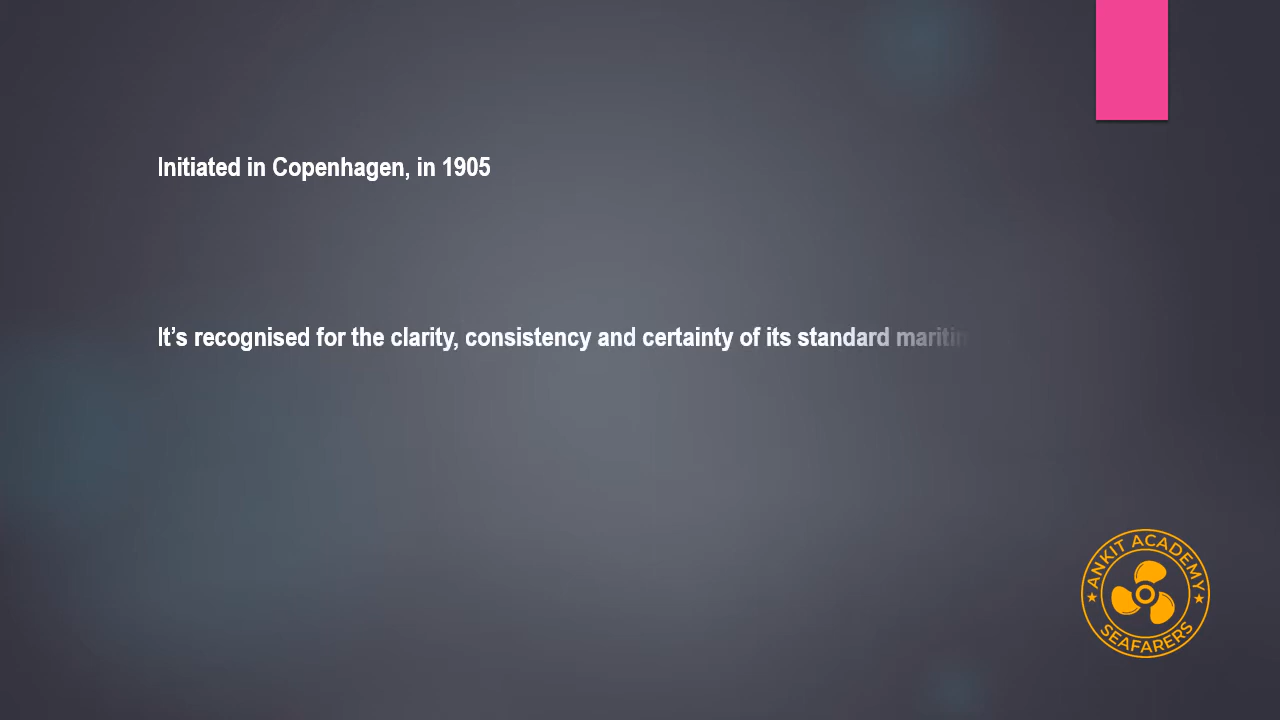 Initiated in Copenhagen, in 1905
It’s recognised for the clarity, consistency and certainty of its standard
ANKIT ACADEMY
SEAFARERS